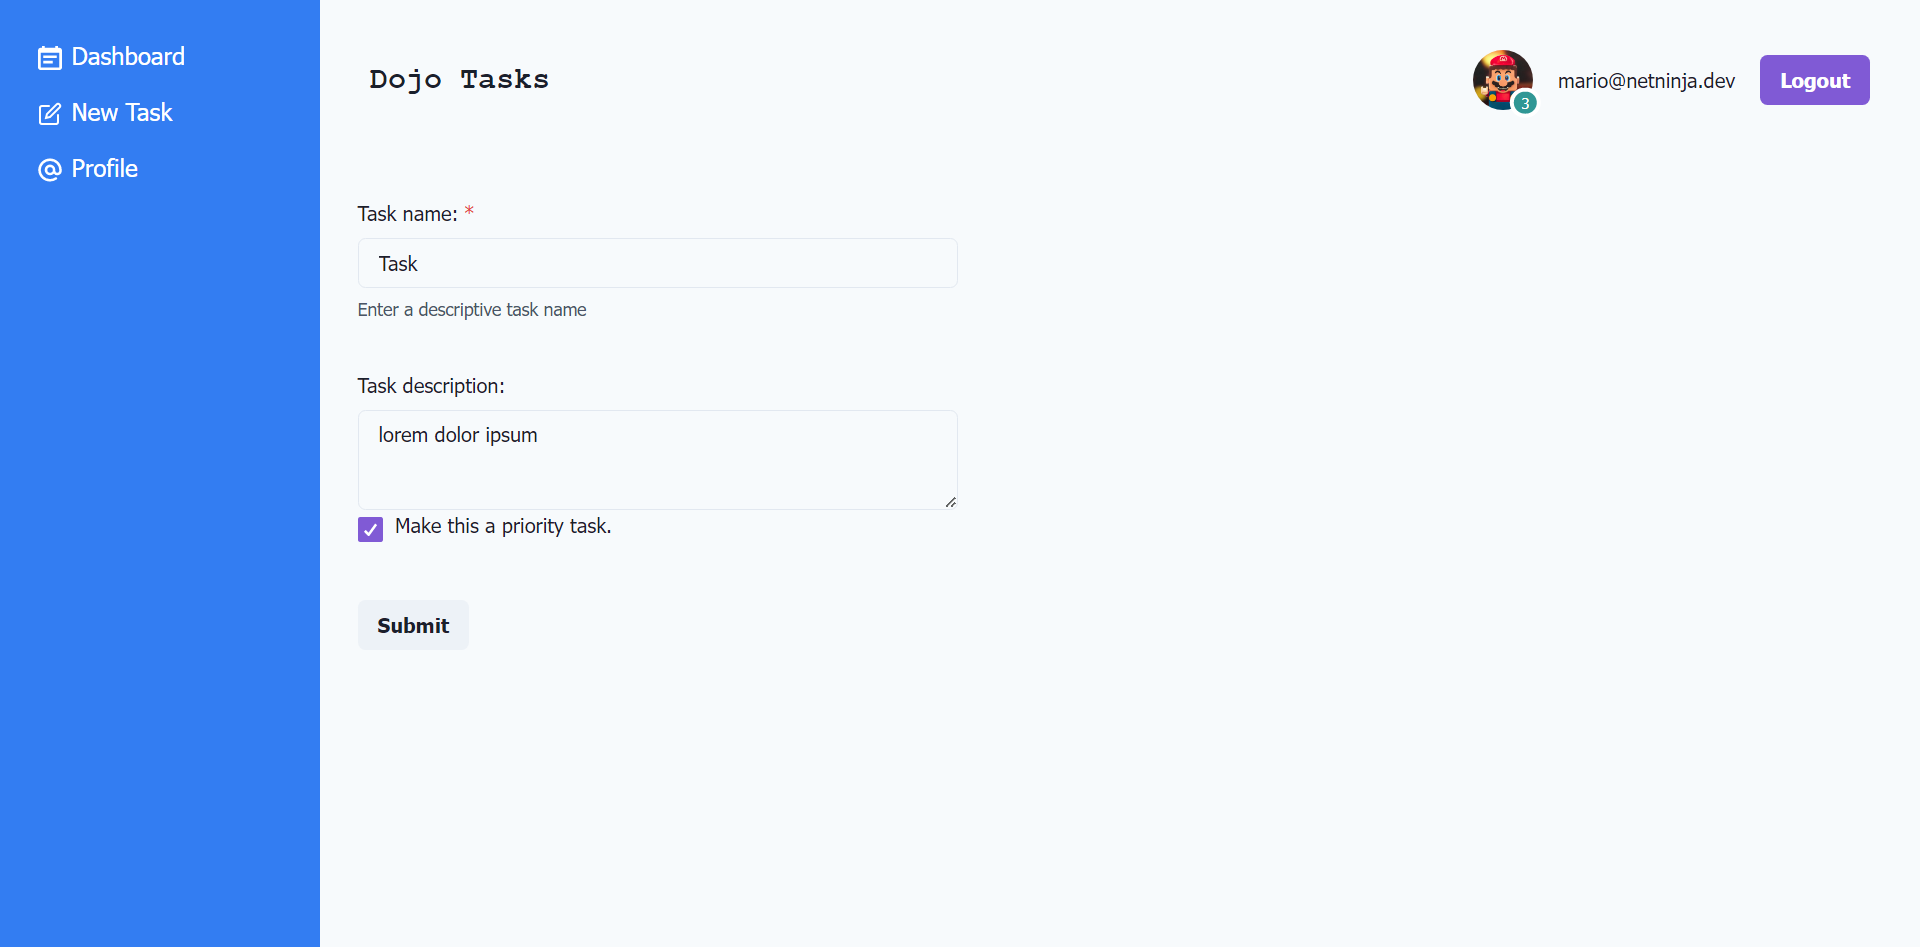 Dashboard
New Task
Profile
Dojo Tasks
3
mario@netninja.dev
Logout
Task name: *
Task
Enter a descriptive task name
Task description:
lorem dolor ipsum
Make this a priority task.
Submit